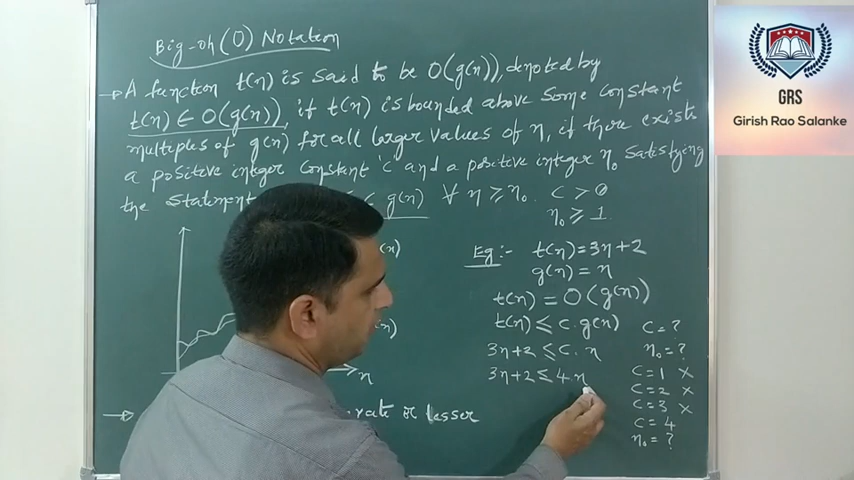 Big-oh (O) Notation
A function t(n) is said to be O(g(n)), denoted by
t(n) ∈ O(g(n)), if t(n) is bounded above some constant
multiples of g(n) for all larger values of n, if there exists
a positive integer constant 'c' and a positive integer n₀ satisfying
the statement c g(n) ∀ n ≥ n₀. c > 0
n₀ ≥ 1.
(n)
(n)
n
rate or lesser
Eg:- t(n) = 3n+2
g(n) = n
t(n) = O(g(n))
t(n) ≤ c. g(n)
3n+2 ≤ c. n
3n+2 ≤ 4.n
c = ?
n₀ = ?
c = 1 ×
c = 2 ×
c = 3 ×
c = 4
n₀ = ?
GRS
Girish Rao Salanke